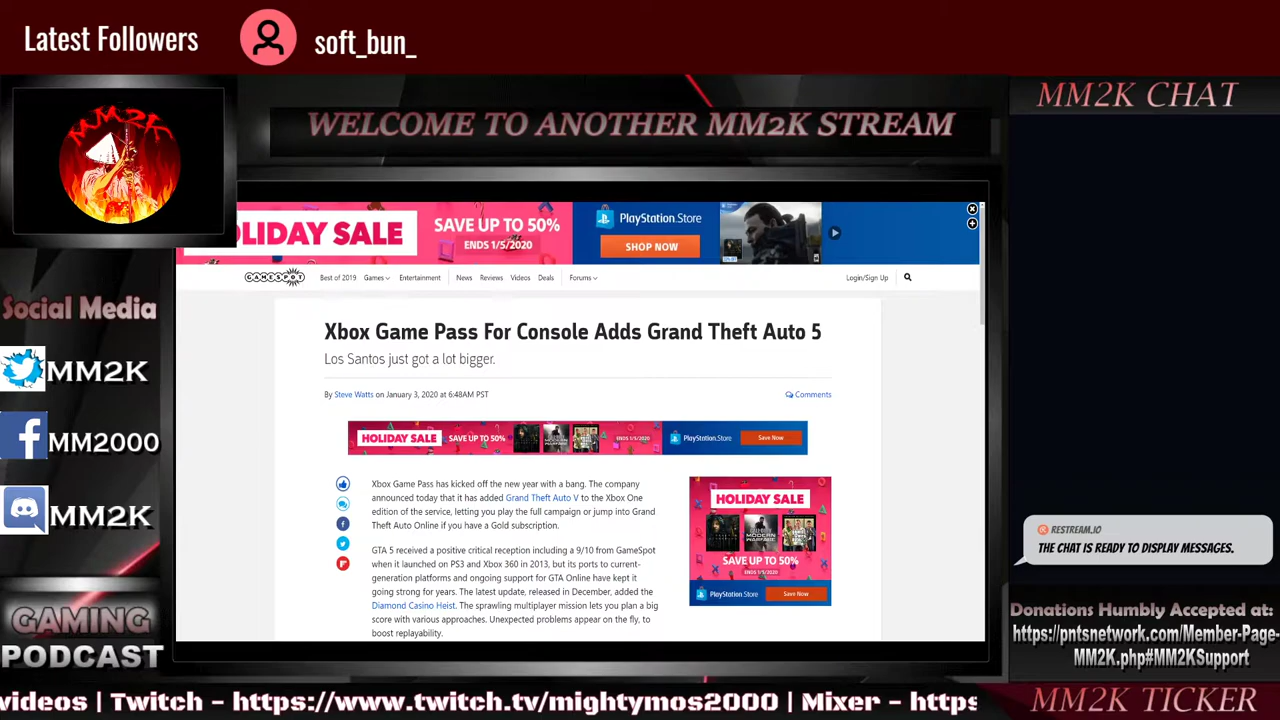 Latest Followers
soft_bun_
MM2K
WELCOME TO ANOTHER MM2K STREAM
MM2K CHAT
OLIDAY SALE
SAVE UP TO 50%
ENDS 1/5/2020
PlayStation Store
SHOP NOW
GAMESPOT
Best of 2019 Games Entertainment News Reviews Videos Deals Forums Login/Sign Up
Xbox Game Pass For Console Adds Grand Theft Auto 5
Los Santos just got a lot bigger.
By Steve Watts on January 3, 2020 at 6:48AM PST
Comments
HOLIDAY SALE SAVE UP TO 50% ENDS 1/5/2020 PlayStation Store Save Now
Xbox Game Pass has kicked off the new year with a bang. The company
announced today that it has added Grand Theft Auto V to the Xbox One
edition of the service, letting you play the full campaign or jump into Grand
Theft Auto Online if you have a Gold subscription.
GTA 5 received a positive critical reception including a 9/10 from GameSpot
when it launched on PS3 and Xbox 360 in 2013, but its ports to current-
generation platforms and ongoing support for GTA Online have kept it
going strong for years. The latest update, released in December, added the
Diamond Casino Heist. The sprawling multiplayer mission lets you plan a big
score with various approaches. Unexpected problems appear on the fly, to
boost replayability.
HOLIDAY SALE
MODERN
WARFARE
SAVE UP TO 50%
ENDS 1/5/2020
PlayStation Store Save Now
Social Media
MM2K
MM2000
MM2K
GAMING
PODCAST
RESTREAM.IO
THE CHAT IS READY TO DISPLAY MESSAGES.
Donations Humbly Accepted at:
https://pntsnetwork.com/Member-Page-
MM2K.php#MM2KSupport
videos | Twitch - https://www.twitch.tv/mightymos2000 | Mixer - https
MM2K TICKER